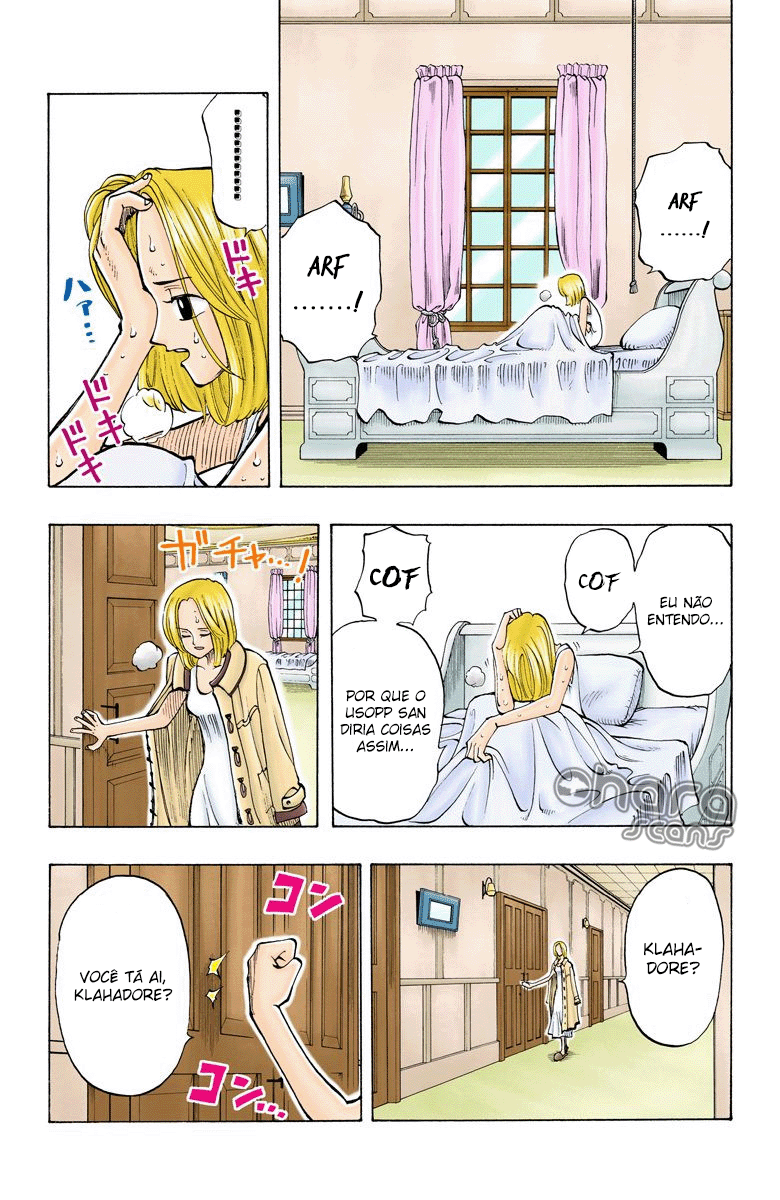 ARF
.......!
ARF
.......!
ドキ
ハァ…
ドキ
ドキ
EU NÃO
ENTENDO...
COF
COF
POR QUE O
USOPP SAN
DIRIA COISAS
ASSIM...
ガチャ…!
KLAHA-
DORE?
コン
VOCÊ TÁ AI,
KLAHADORE?
コン…
Ohara
scans